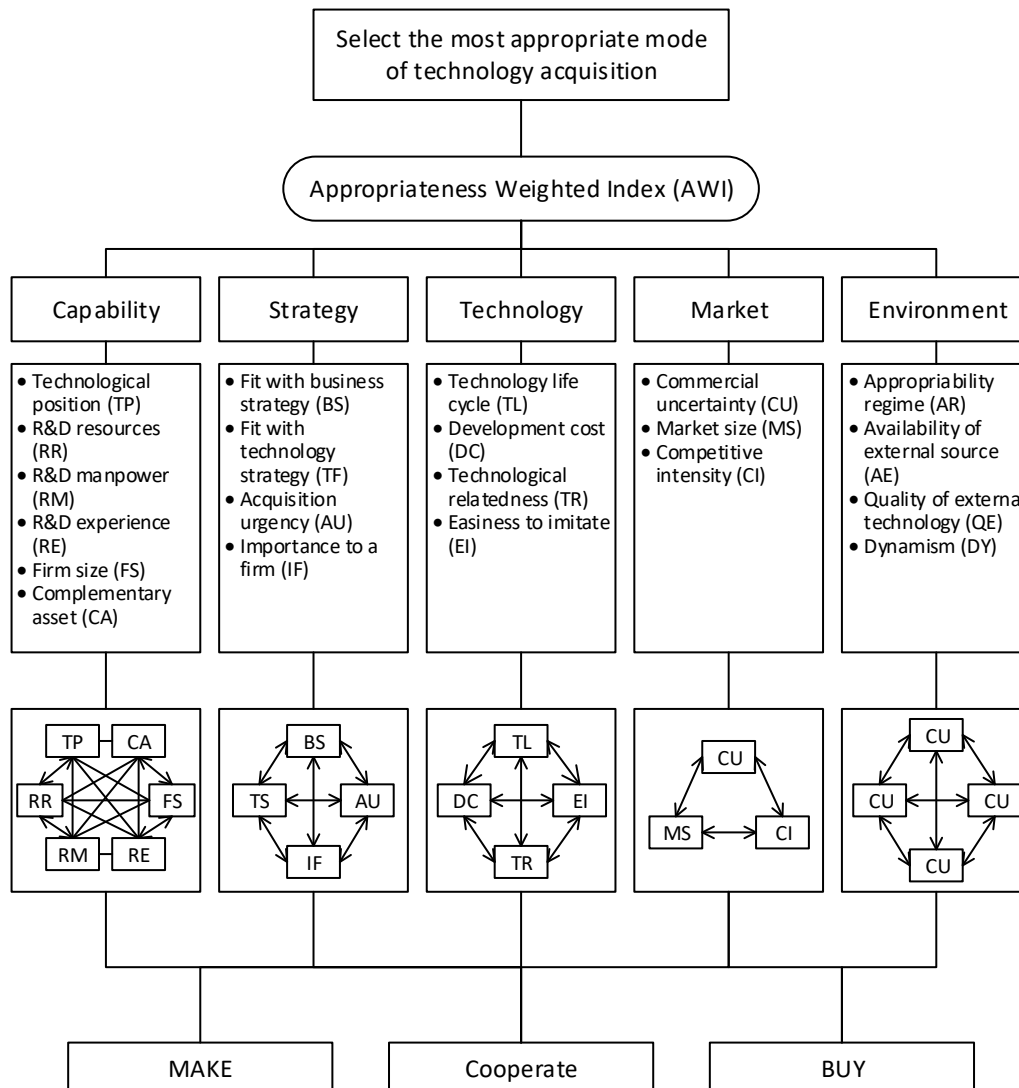 Select the most appropriate mode
of technology acquisition
Appropriateness Weighted Index (AWI)
Capability
Strategy
Technology
Market
Environment
• Technological
position (TP)
• R&D resources
(RR)
• R&D manpower
(RM)
• R&D experience
(RE)
• Firm size (FS)
• Complementary
asset (CA)
• Fit with business
strategy (BS)
• Fit with
technology
strategy (TF)
• Acquisition
urgency (AU)
• Importance to a
firm (IF)
• Technology life
cycle (TL)
• Development cost
(DC)
• Technological
relatedness (TR)
• Easiness to imitate
(EI)
• Commercial
uncertainty (CU)
• Market size (MS)
• Competitive
intensity (CI)
• Appropriability
regime (AR)
• Availability of
external source
(AE)
• Quality of external
technology (QE)
• Dynamism (DY)
TP CA
RR FS
RM RE
BS
TS AU
IF
TL
DC EI
TR
CU
MS CI
CU
CU CU
CU
MAKE
Cooperate
BUY